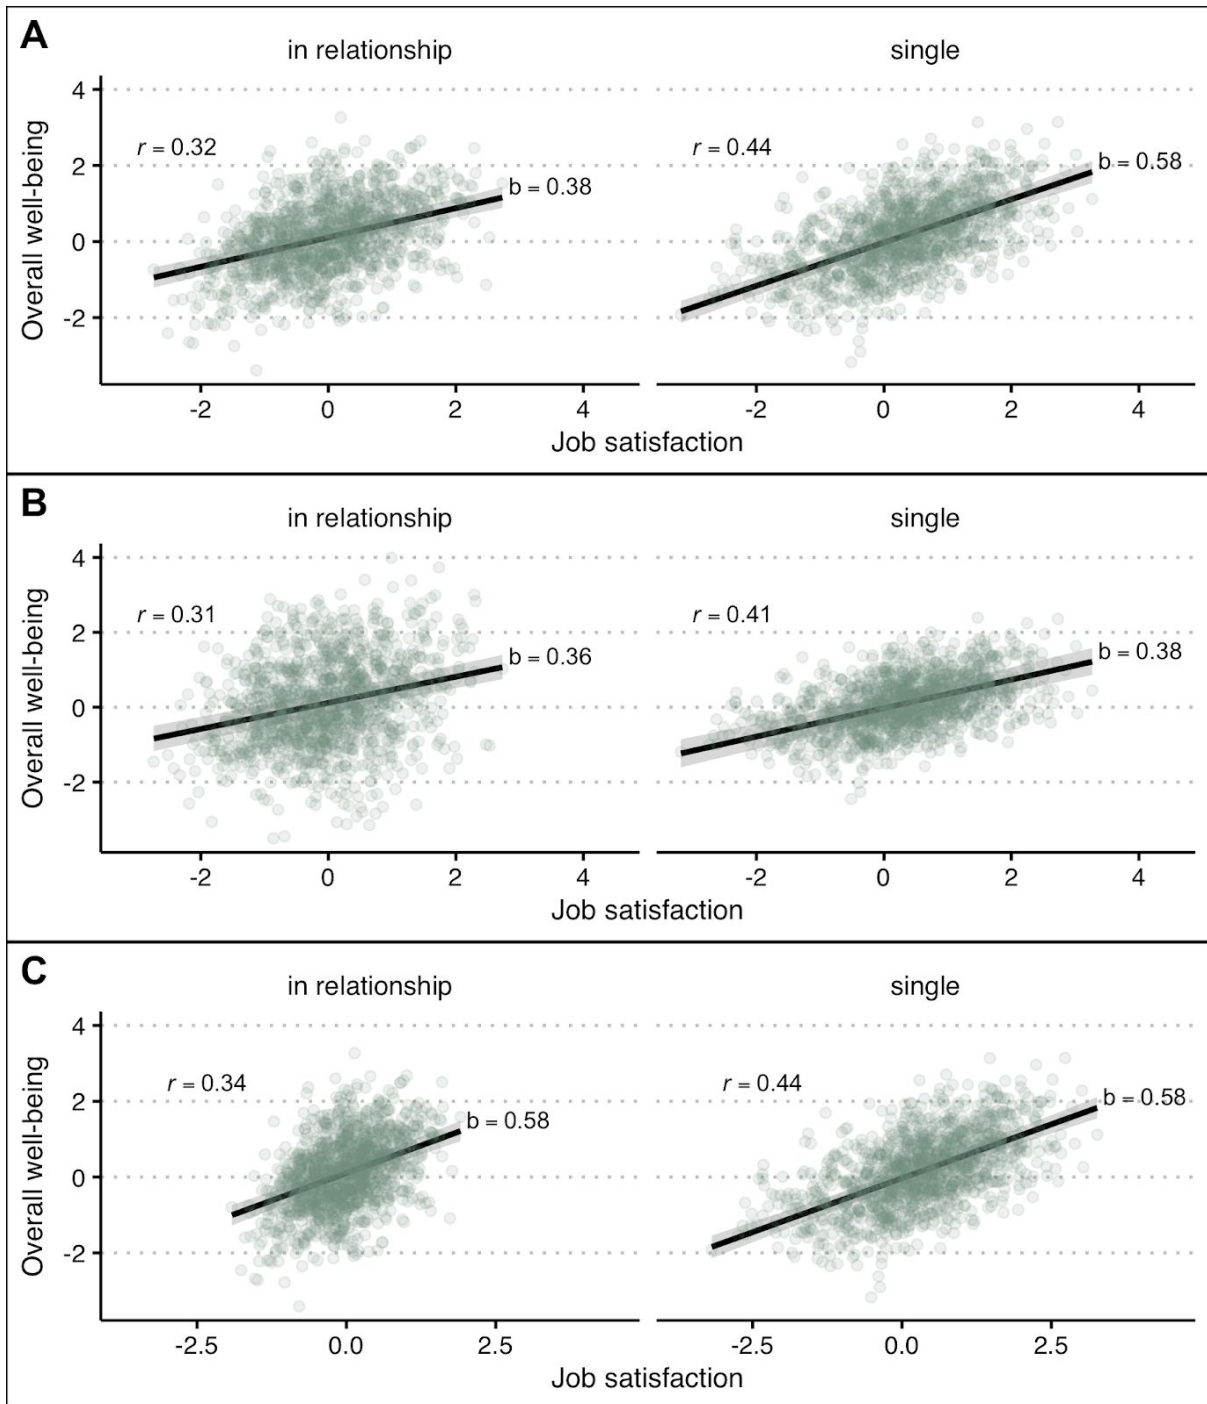 A
in relationship
single
4
2
0
-2
Overall well-being
r = 0.32
b = 0.38
r = 0.44
b = 0.58
-2 0 2 4
-2 0 2 4
Job satisfaction
B
in relationship
single
4
2
0
-2
Overall well-being
r = 0.31
b = 0.36
r = 0.41
b = 0.38
-2 0 2 4
-2 0 2 4
Job satisfaction
C
in relationship
single
4
2
0
-2
Overall well-being
r = 0.34
b = 0.58
r = 0.44
b = 0.58
-2.5 0.0 2.5
-2.5 0.0 2.5
Job satisfaction